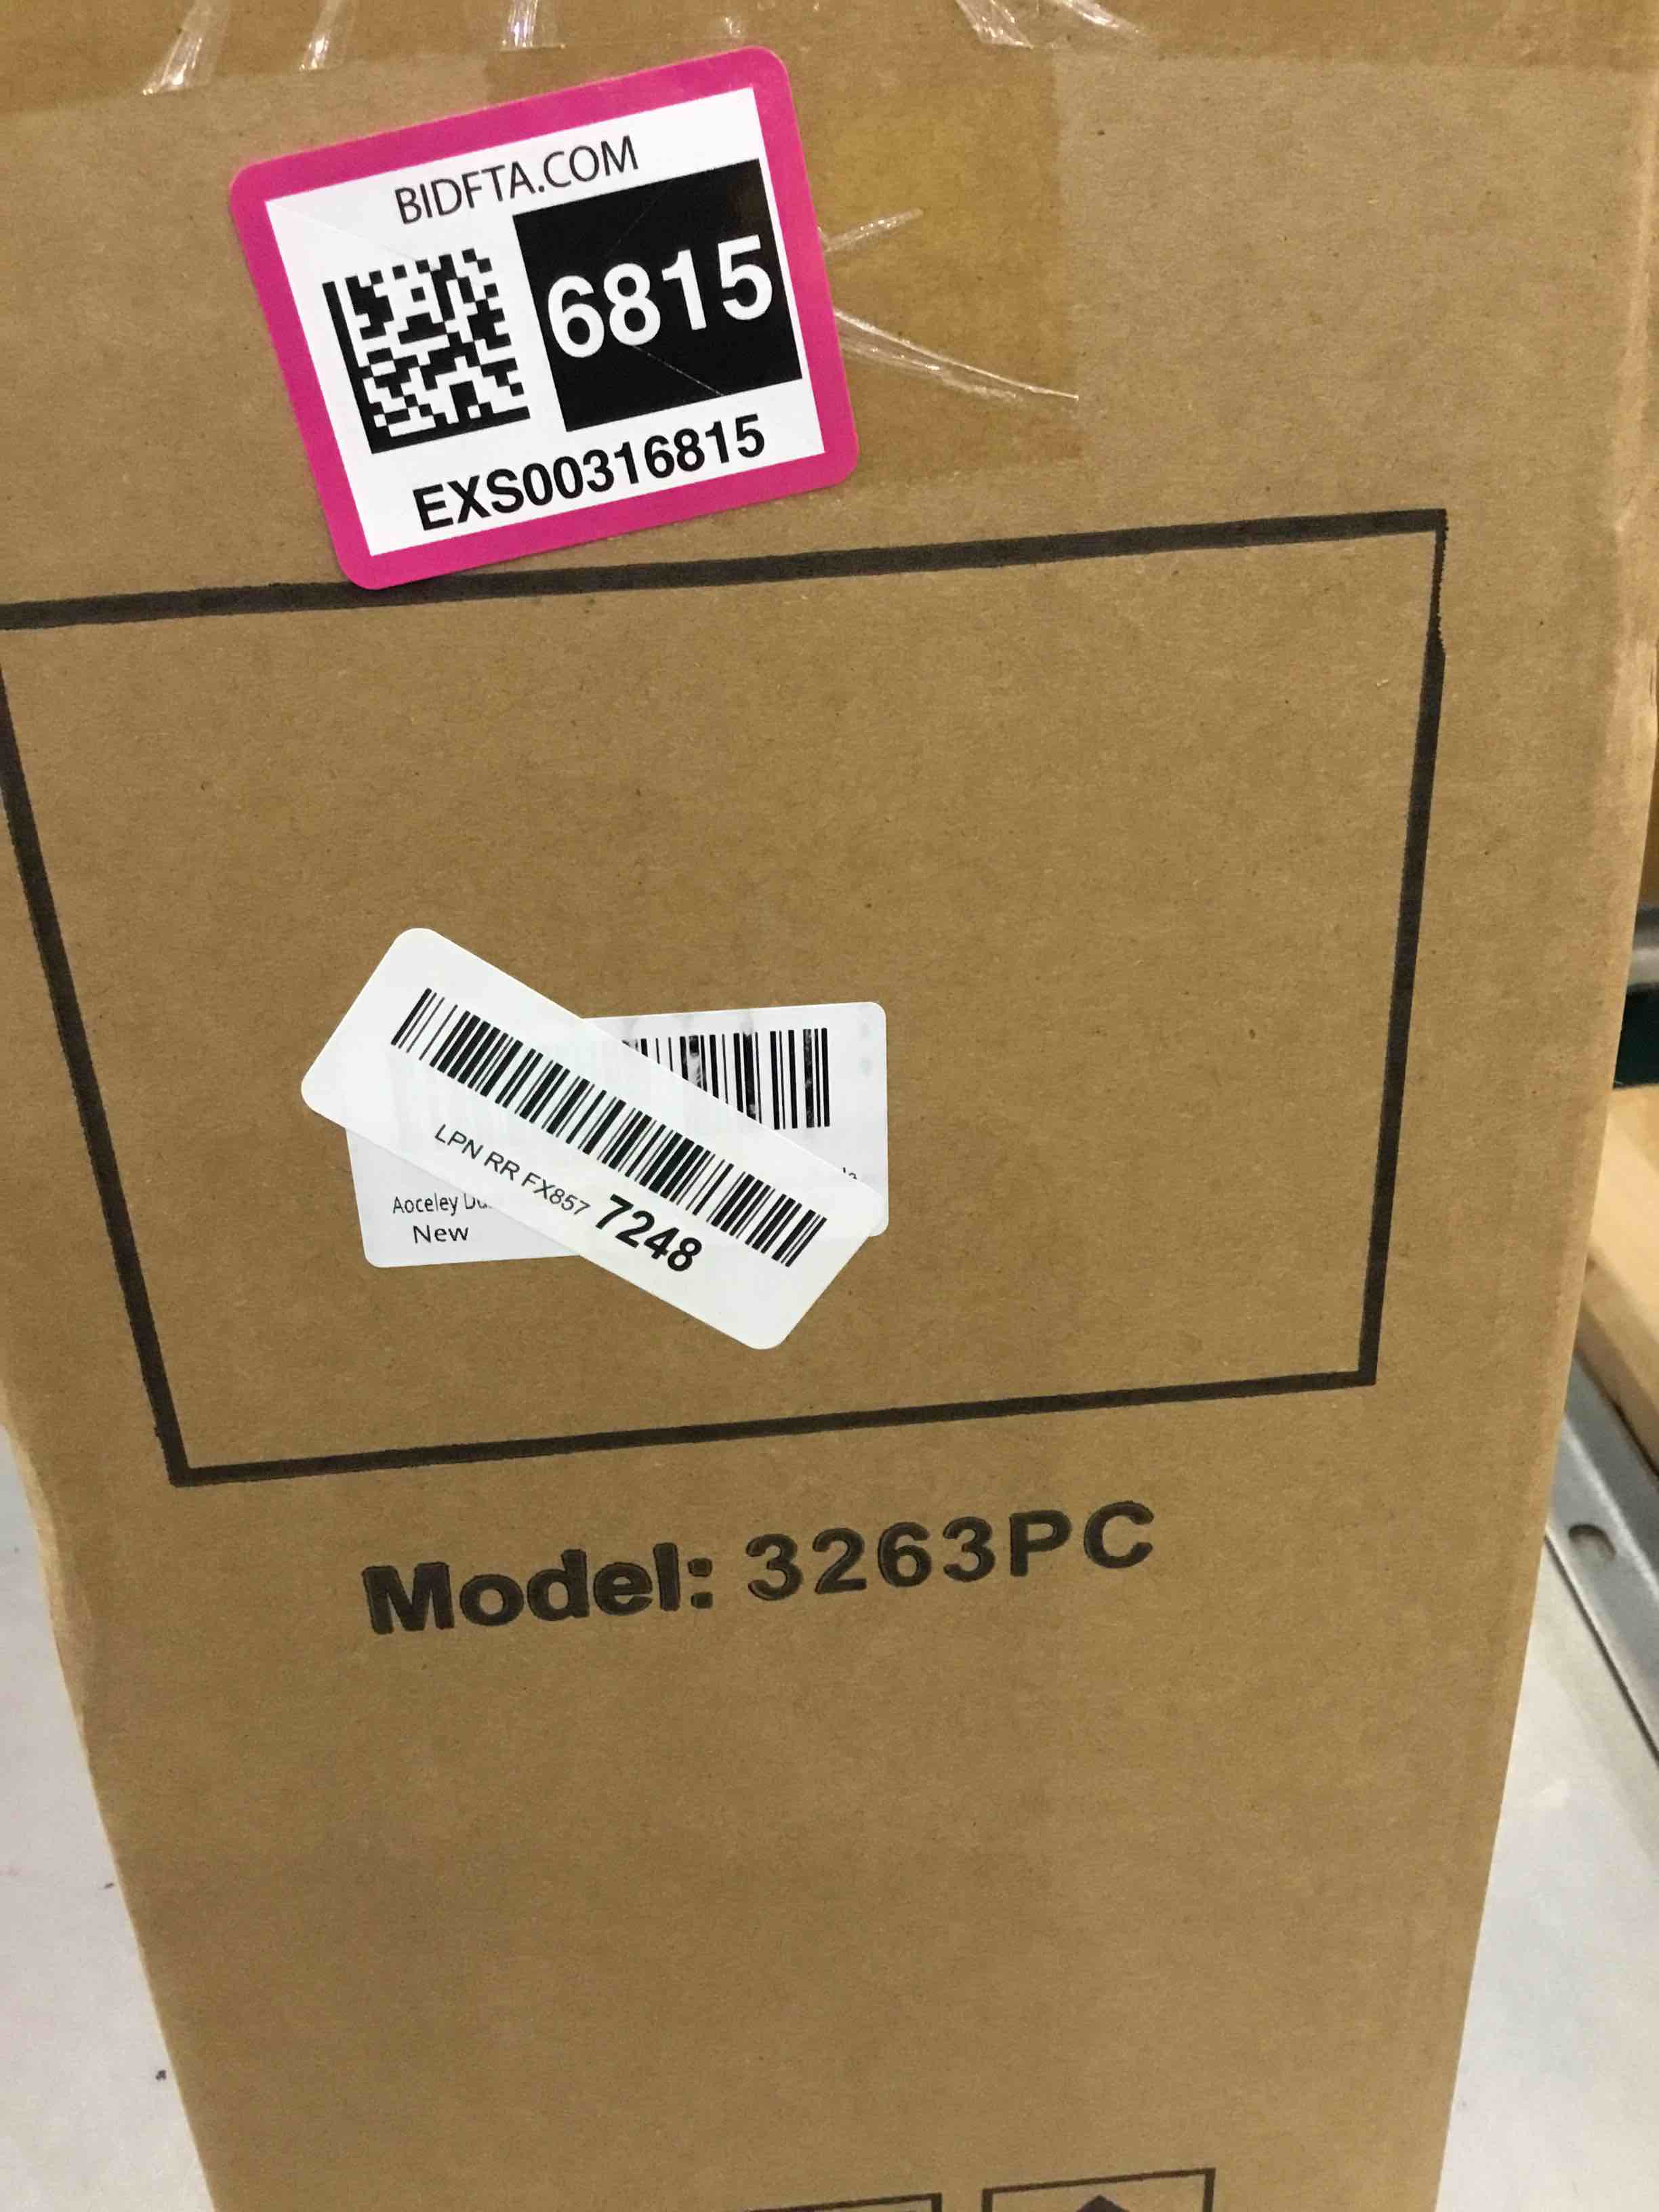 BIDFTA.COM
6815
EXS00316815
LPN RR FX857 7248
Aoceley
New
Model: 3263PC